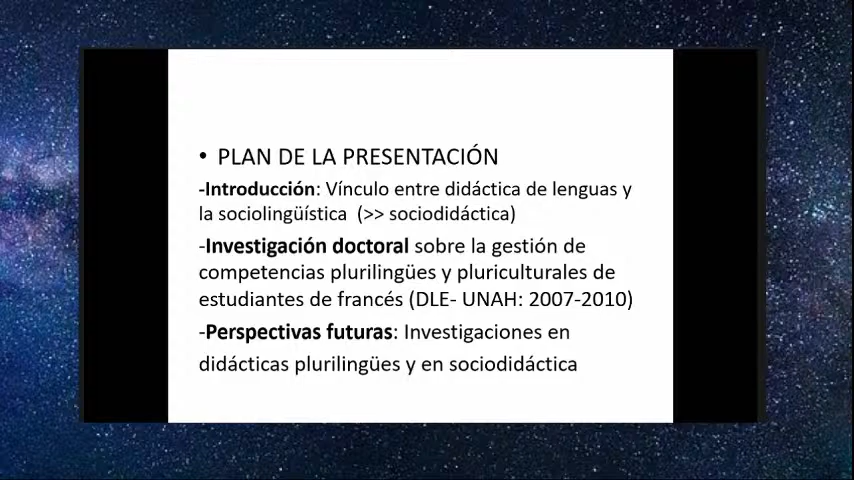 • PLAN DE LA PRESENTACIÓN
-Introducción: Vínculo entre didáctica de lenguas y
la sociolingüística (>> sociodidáctica)
-Investigación doctoral sobre la gestión de
competencias plurilingües y pluriculturales de
estudiantes de francés (DLE- UNAH: 2007-2010)
-Perspectivas futuras: Investigaciones en
didácticas plurilingües y en sociodidáctica